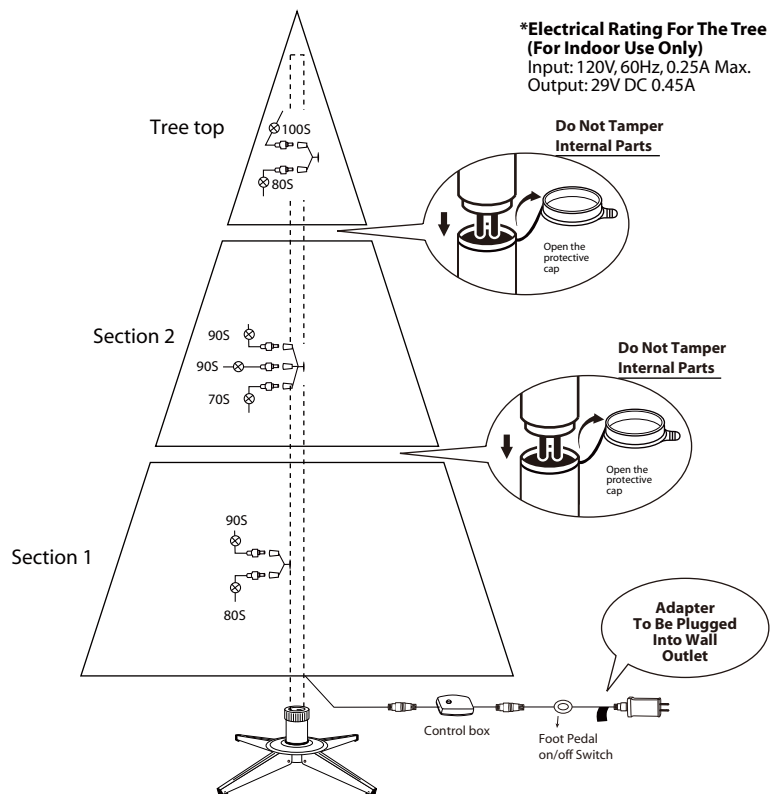 *Electrical Rating For The Tree
(For Indoor Use Only)
Input: 120V, 60Hz, 0.25A Max.
Output: 29V DC 0.45A
Tree top
100S
80S
Do Not Tamper
Internal Parts
Open the
protective
cap
Section 2
90S
90S
70S
Do Not Tamper
Internal Parts
Open the
protective
cap
Section 1
90S
80S
Adapter
To Be Plugged
Into Wall
Outlet
Control box
Foot Pedal
on/off Switch